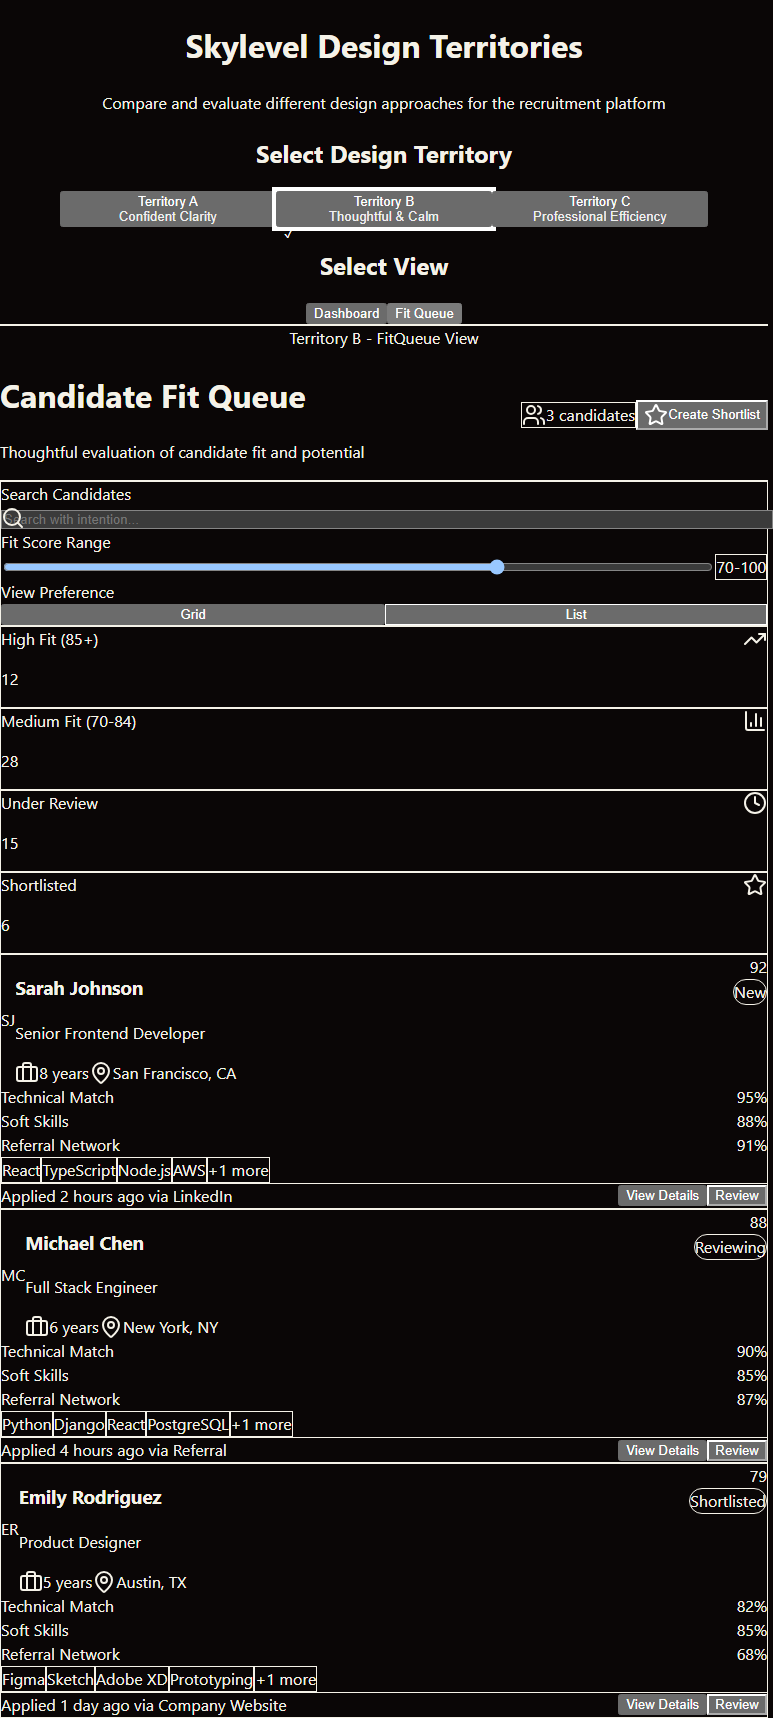 Skylevel Design Territories
Compare and evaluate different design approaches for the recruitment platform
Select Design Territory
Territory A
Confident Clarity
Territory B
Thoughtful & Calm
Territory C
Professional Efficiency
✓
Select View
Dashboard
Fit Queue
Territory B - FitQueue View
Candidate Fit Queue
3 candidates
Create Shortlist
Thoughtful evaluation of candidate fit and potential
Search Candidates
Search with intention...
Fit Score Range
70-100
View Preference
Grid
List
High Fit (85+)
12
Medium Fit (70-84)
28
Under Review
15
Shortlisted
6
92
Sarah Johnson
New
SJ
Senior Frontend Developer
8 years San Francisco, CA
Technical Match 95%
Soft Skills 88%
Referral Network 91%
React TypeScript Node.js AWS +1 more
Applied 2 hours ago via LinkedIn
View Details
Review
88
Michael Chen
Reviewing
MC
Full Stack Engineer
6 years New York, NY
Technical Match 90%
Soft Skills 85%
Referral Network 87%
Python Django React PostgreSQL +1 more
Applied 4 hours ago via Referral
View Details
Review
79
Emily Rodriguez
Shortlisted
ER
Product Designer
5 years Austin, TX
Technical Match 82%
Soft Skills 85%
Referral Network 68%
Figma Sketch Adobe XD Prototyping +1 more
Applied 1 day ago via Company Website
View Details
Review